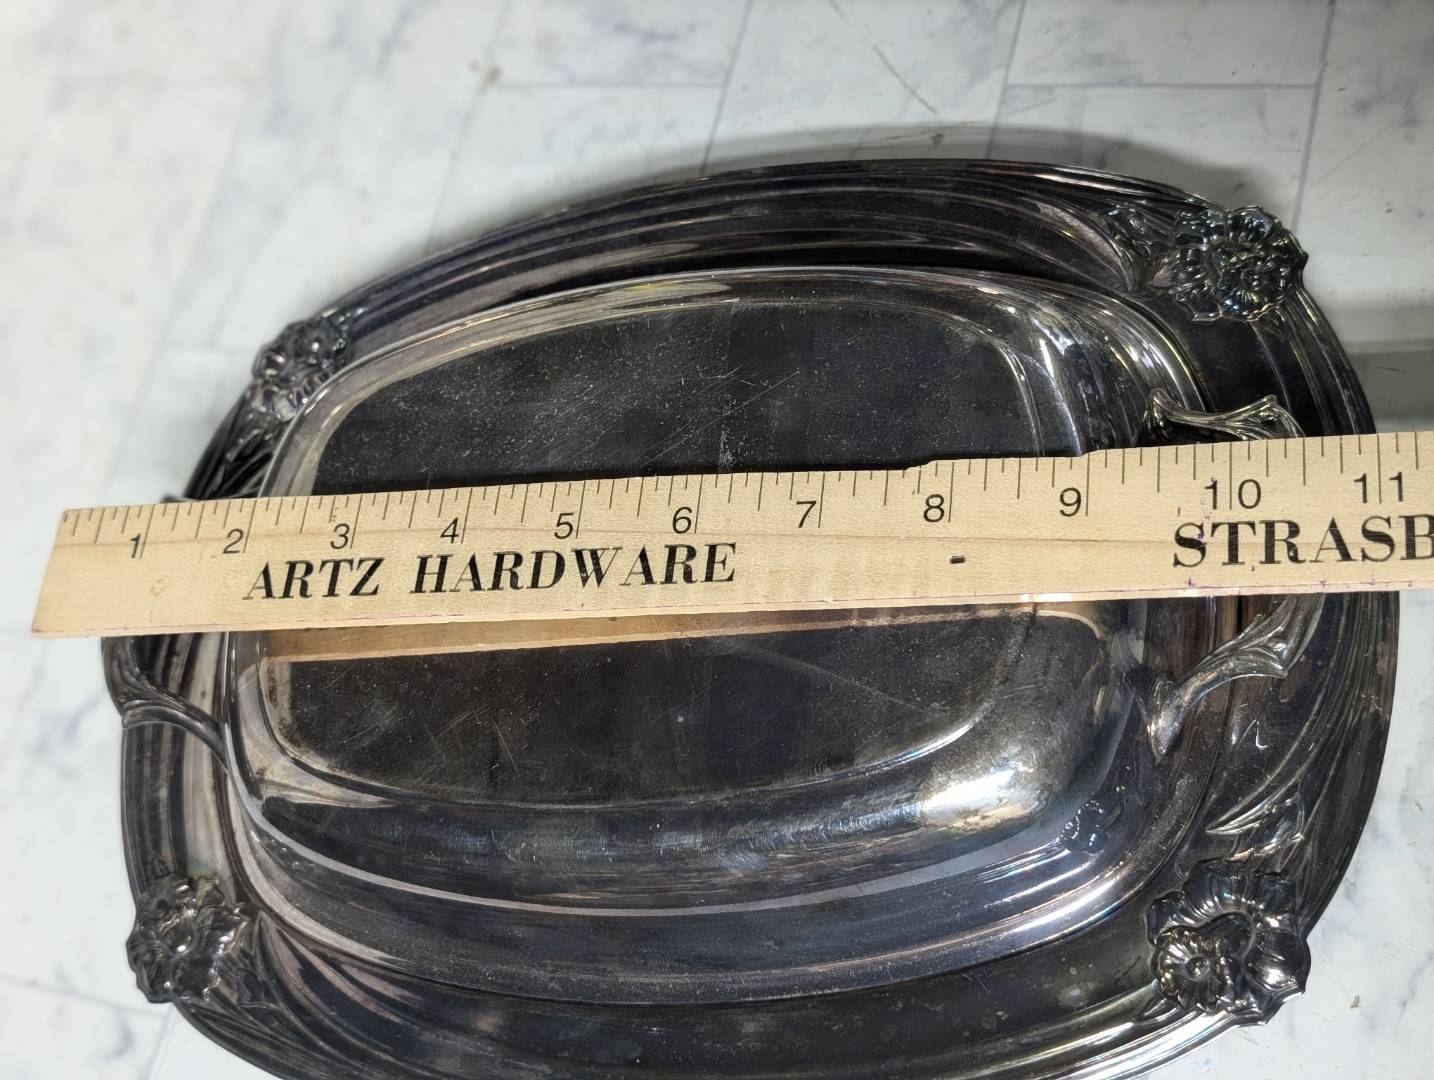 1 2 3 4 5 6 7 8 9 10 11
ARTZ HARDWARE - STRASB